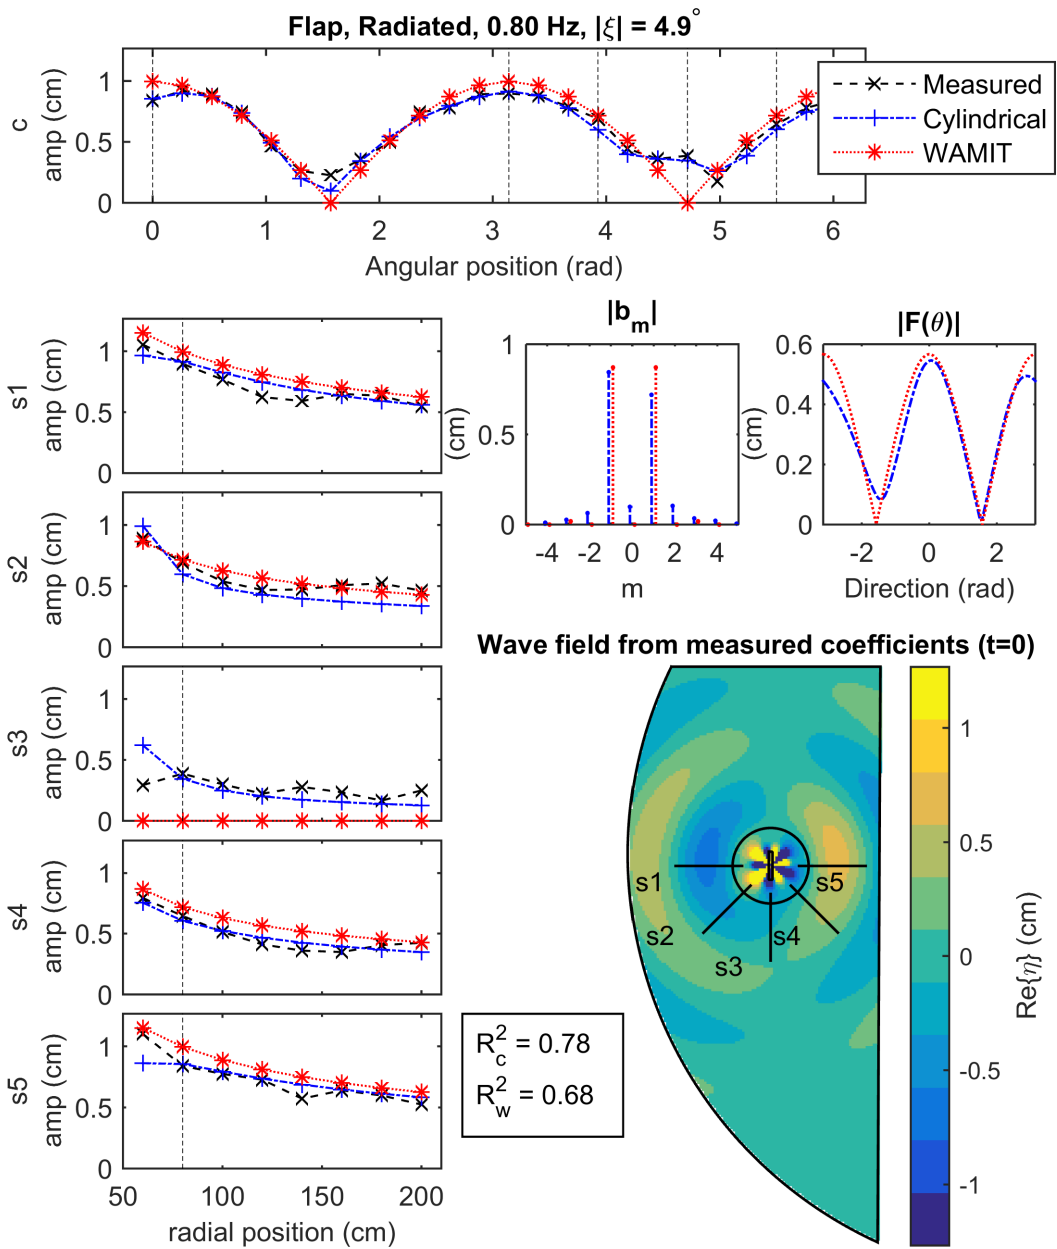 Flap, Radiated, 0.80 Hz, |ξ| = 4.9°
c
amp (cm)
1
0.5
0
0 1 2 3 4 5 6
Angular position (rad)
Measured
Cylindrical
WAMIT
s1
amp (cm)
1
0.5
0
s2
amp (cm)
1
0.5
0
s3
amp (cm)
1
0.5
0
s4
amp (cm)
1
0.5
0
s5
amp (cm)
1
0.5
0
50 100 150 200
radial position (cm)
|b_m|
(cm)
0.5
0
-4 -2 0 2 4
m
|F(θ)|
(cm)
0.6
0.4
0.2
0
-2 0 2
Direction (rad)
Wave field from measured coefficients (t=0)
s1
s5
s2
s4
s3
1
0.5
0
-0.5
-1
Re{η} (cm)
R_c^2 = 0.78
R_w^2 = 0.68